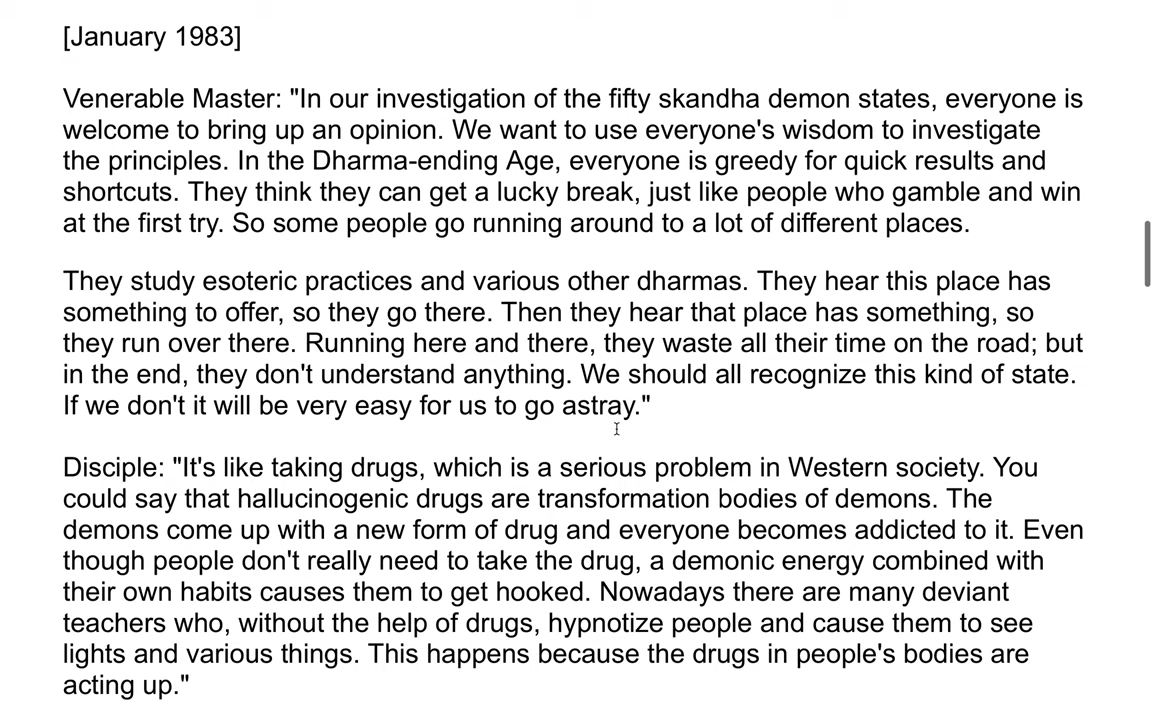 [January 1983]
Venerable Master: "In our investigation of the fifty skandha demon states, everyone is
welcome to bring up an opinion. We want to use everyone's wisdom to investigate
the principles. In the Dharma-ending Age, everyone is greedy for quick results and
shortcuts. They think they can get a lucky break, just like people who gamble and win
at the first try. So some people go running around to a lot of different places.
They study esoteric practices and various other dharmas. They hear this place has
something to offer, so they go there. Then they hear that place has something, so
they run over there. Running here and there, they waste all their time on the road; but
in the end, they don't understand anything. We should all recognize this kind of state.
If we don't it will be very easy for us to go astray."
Disciple: "It's like taking drugs, which is a serious problem in Western society. You
could say that hallucinogenic drugs are transformation bodies of demons. The
demons come up with a new form of drug and everyone becomes addicted to it. Even
though people don't really need to take the drug, a demonic energy combined with
their own habits causes them to get hooked. Nowadays there are many deviant
teachers who, without the help of drugs, hypnotize people and cause them to see
lights and various things. This happens because the drugs in people's bodies are
acting up."